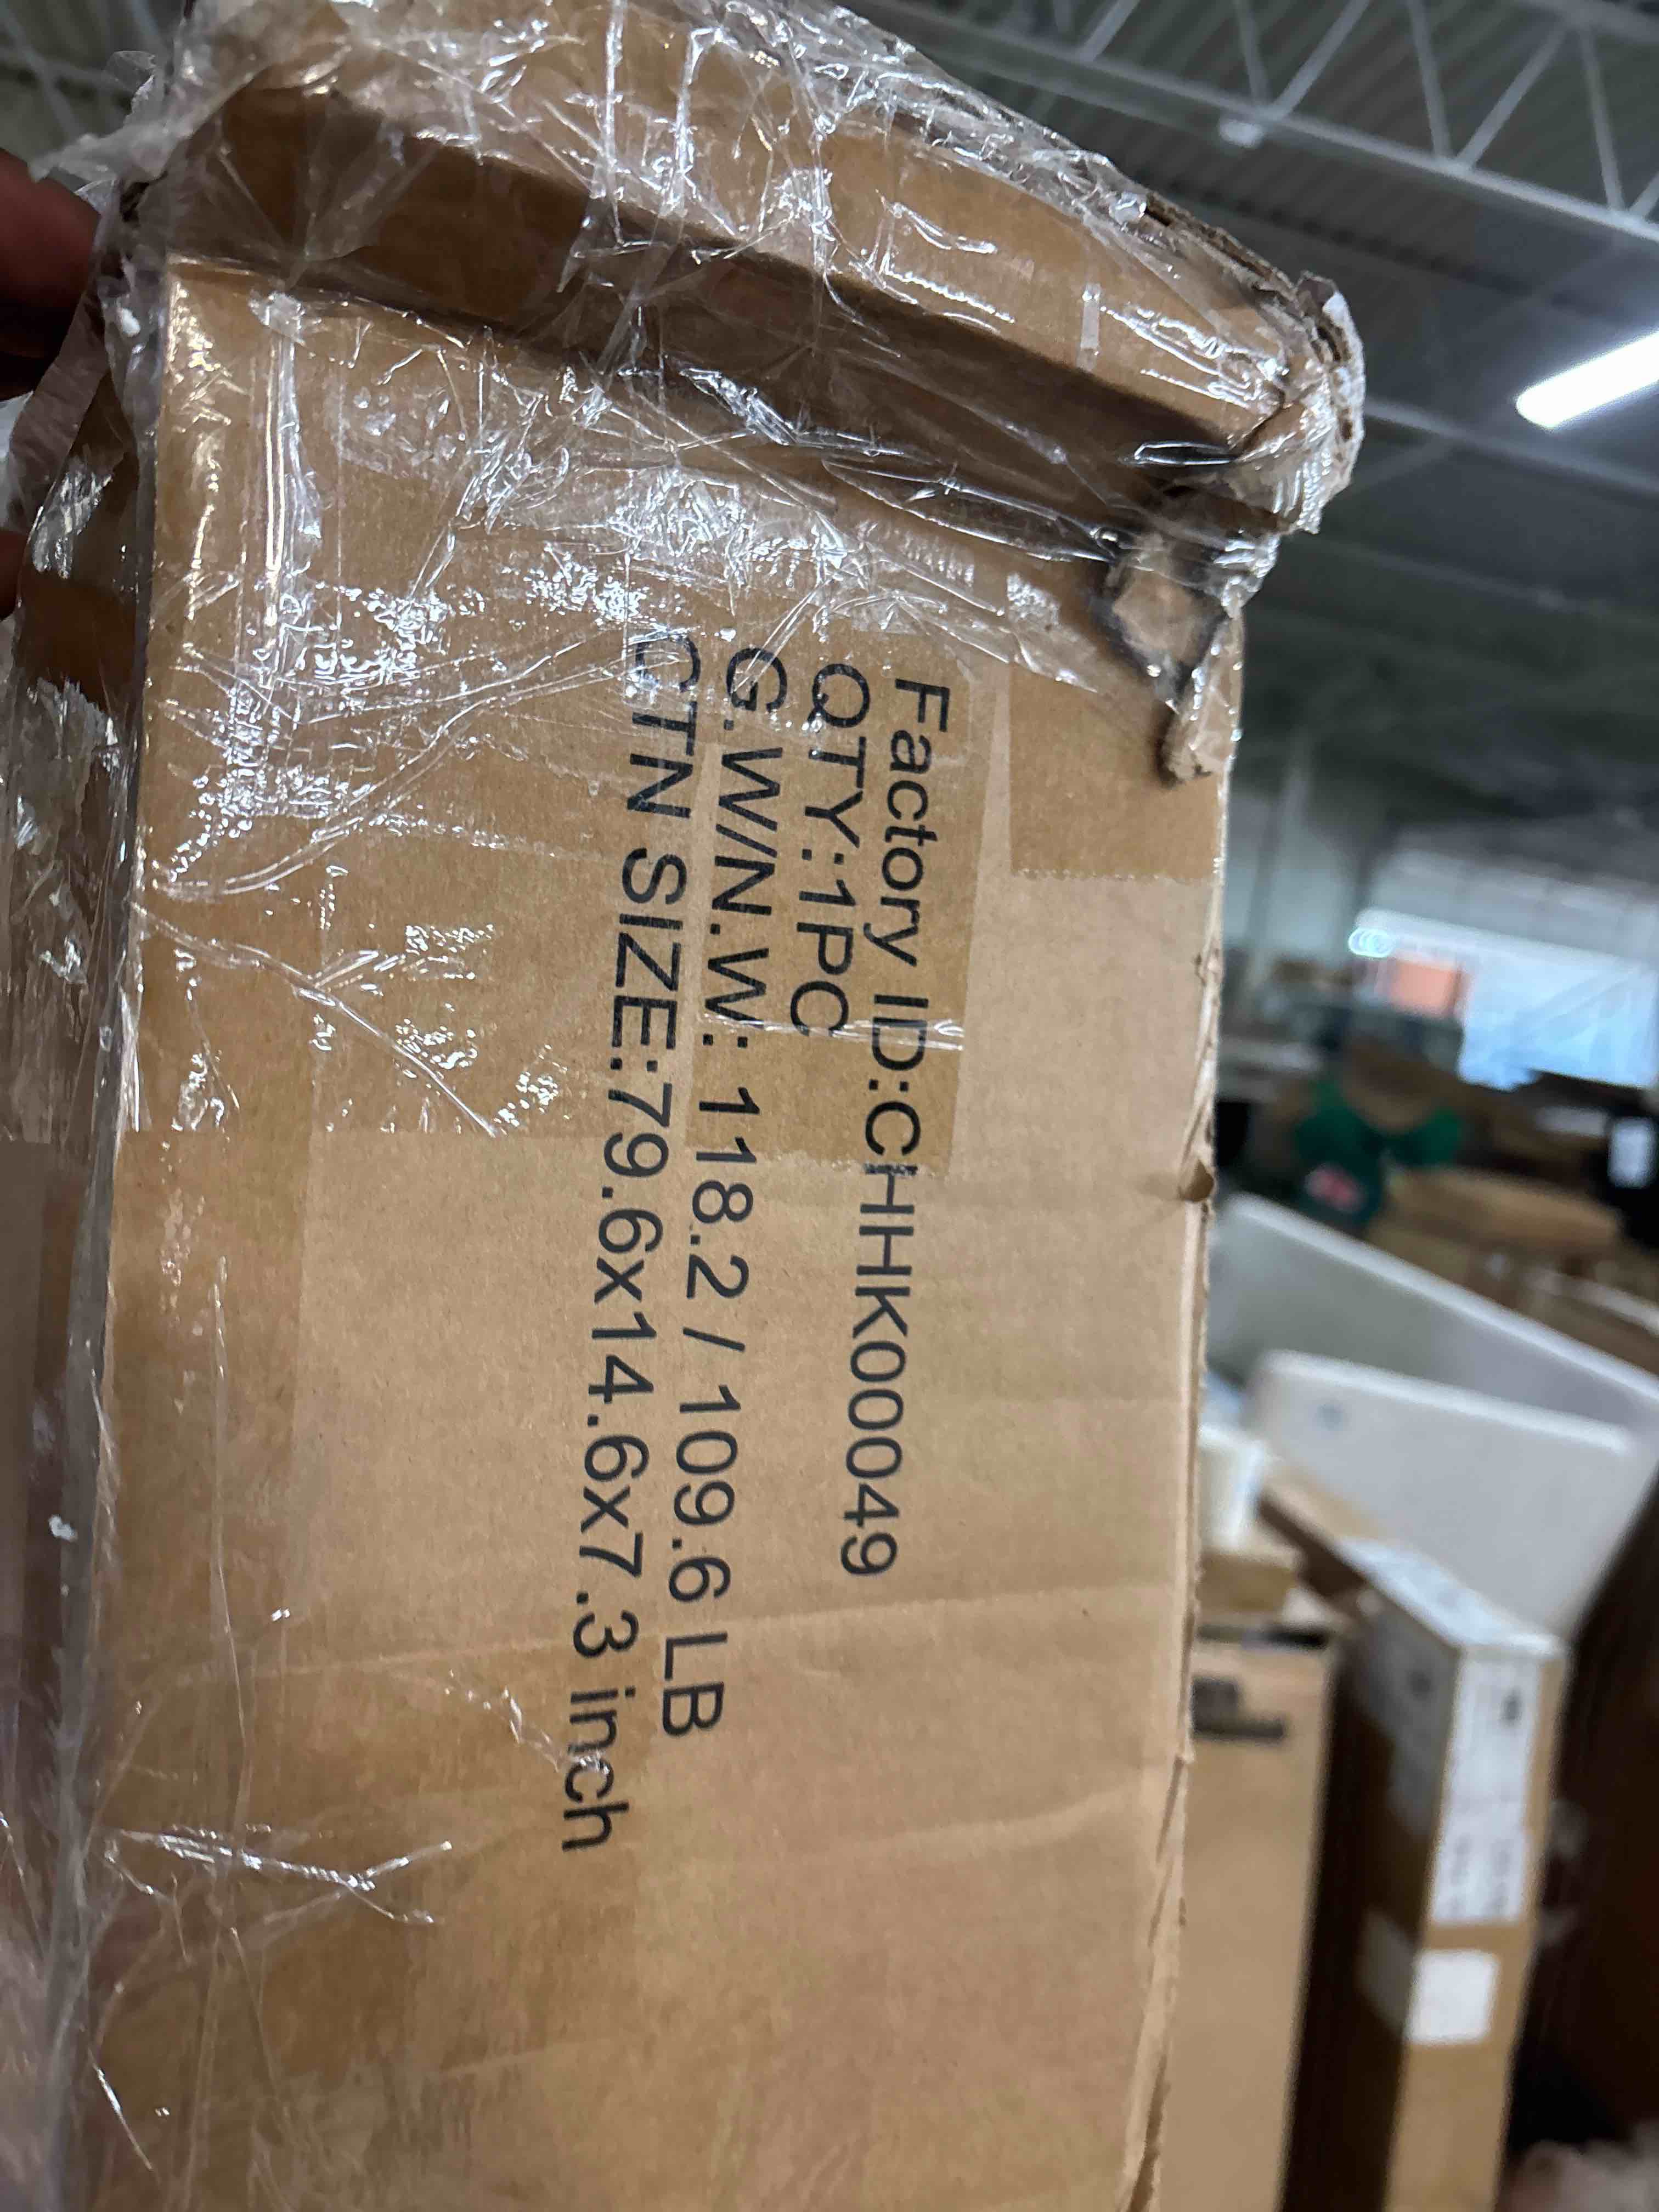 Factory ID:CHHK00049
QTY:1PC
G.W/N.W: 118.2 / 109.6 LB
CTN SIZE:79.6x14.6x7.3 inch